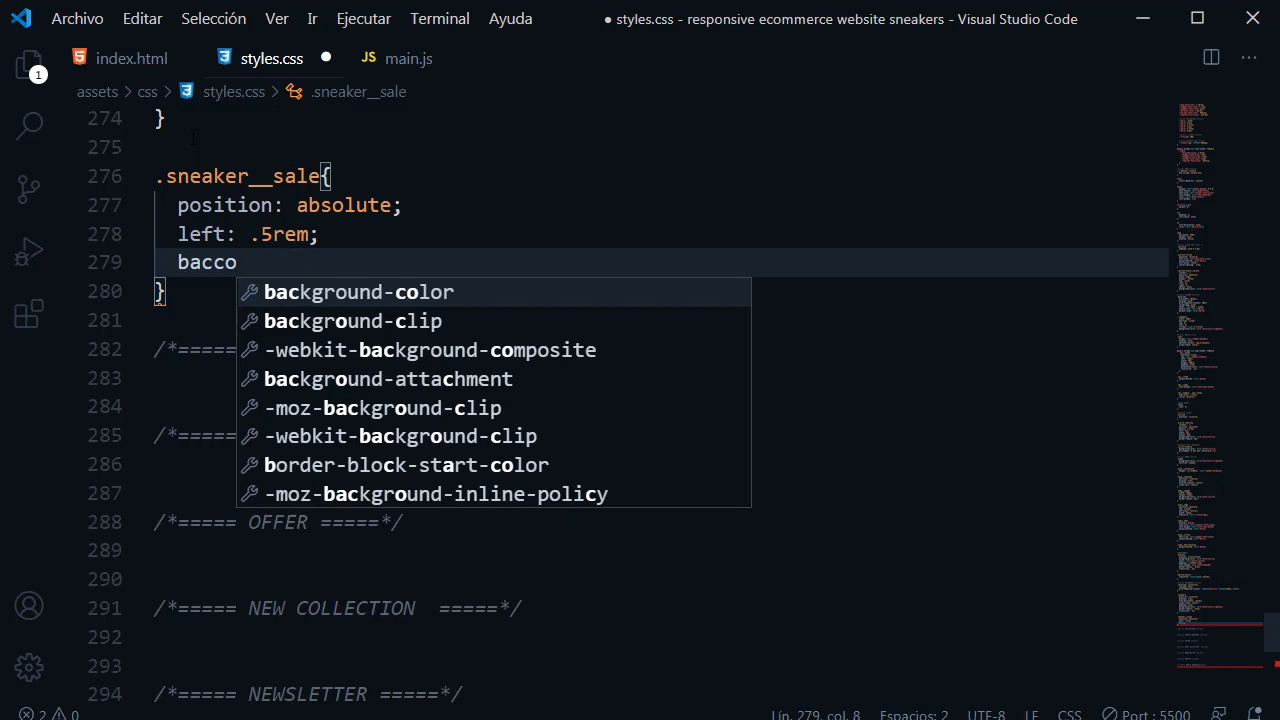 Archivo Editar Selección Ver Ir Ejecutar Terminal Ayuda ● styles.css - responsive ecommerce website sneakers - Visual Studio Code
index.html styles.css ● JS main.js ···
1
assets > css > styles.css > .sneaker__sale
274 }
275
276 .sneaker__sale{
277 position: absolute;
278 left: .5rem;
279 bacco
280 }
background-color
281
background-clip
282 /*=====
-webkit-background-composite
283
background-attachment
284
-moz-background-clip
285 /*=====
-webkit-background-clip
286
border-block-start-color
287
-moz-background-inline-policy
288 /*===== OFFER =====*/
289
290
291 /*===== NEW COLLECTION  =====*/
292
293
294 /*===== NEWSLETTER =====*/
2 0 Lín. 279, col. 8 Espacios: 2 UTF-8 LF CSS Port : 5500